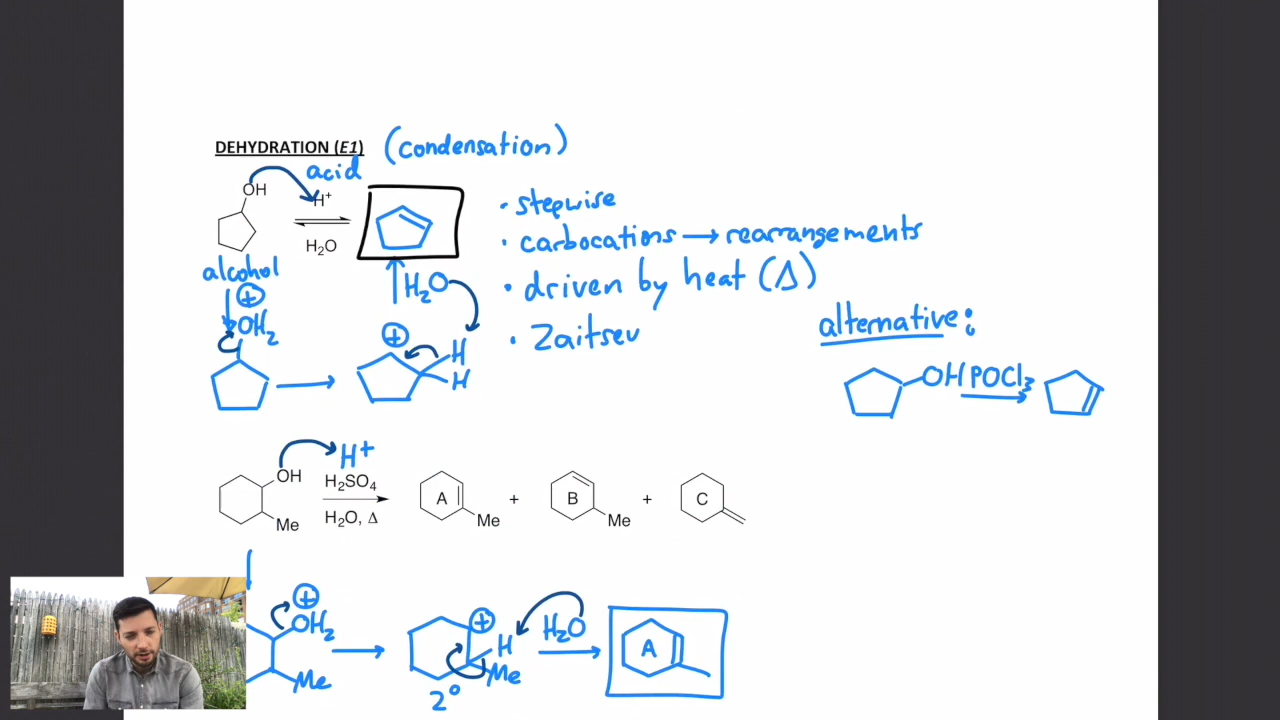 DEHYDRATION (E1) (condensation)
acid
OH
H+
H2O
alcohol
• stepwise
• carbocations → rearrangements
• driven by heat (Δ)
• Zaitsev
⊕
OH2
H2O
⊕
H
H
alternative:
OH POCl3
H+
OH
H2SO4
H2O, Δ
Me
A
Me
+
B
Me
+
C
⊕
OH2
Me
⊕
H
Me
2°
H2O
A